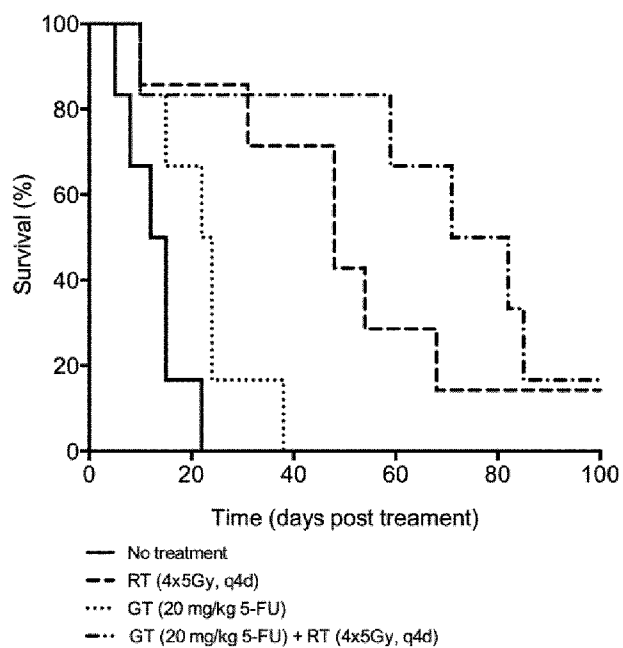 100
80
60
40
20
0
Survival (%)
0 20 40 60 80 100
Time (days post treament)
No treatment
RT (4x5Gy, q4d)
GT (20 mg/kg 5-FU)
GT (20 mg/kg 5-FU) + RT (4x5Gy, q4d)